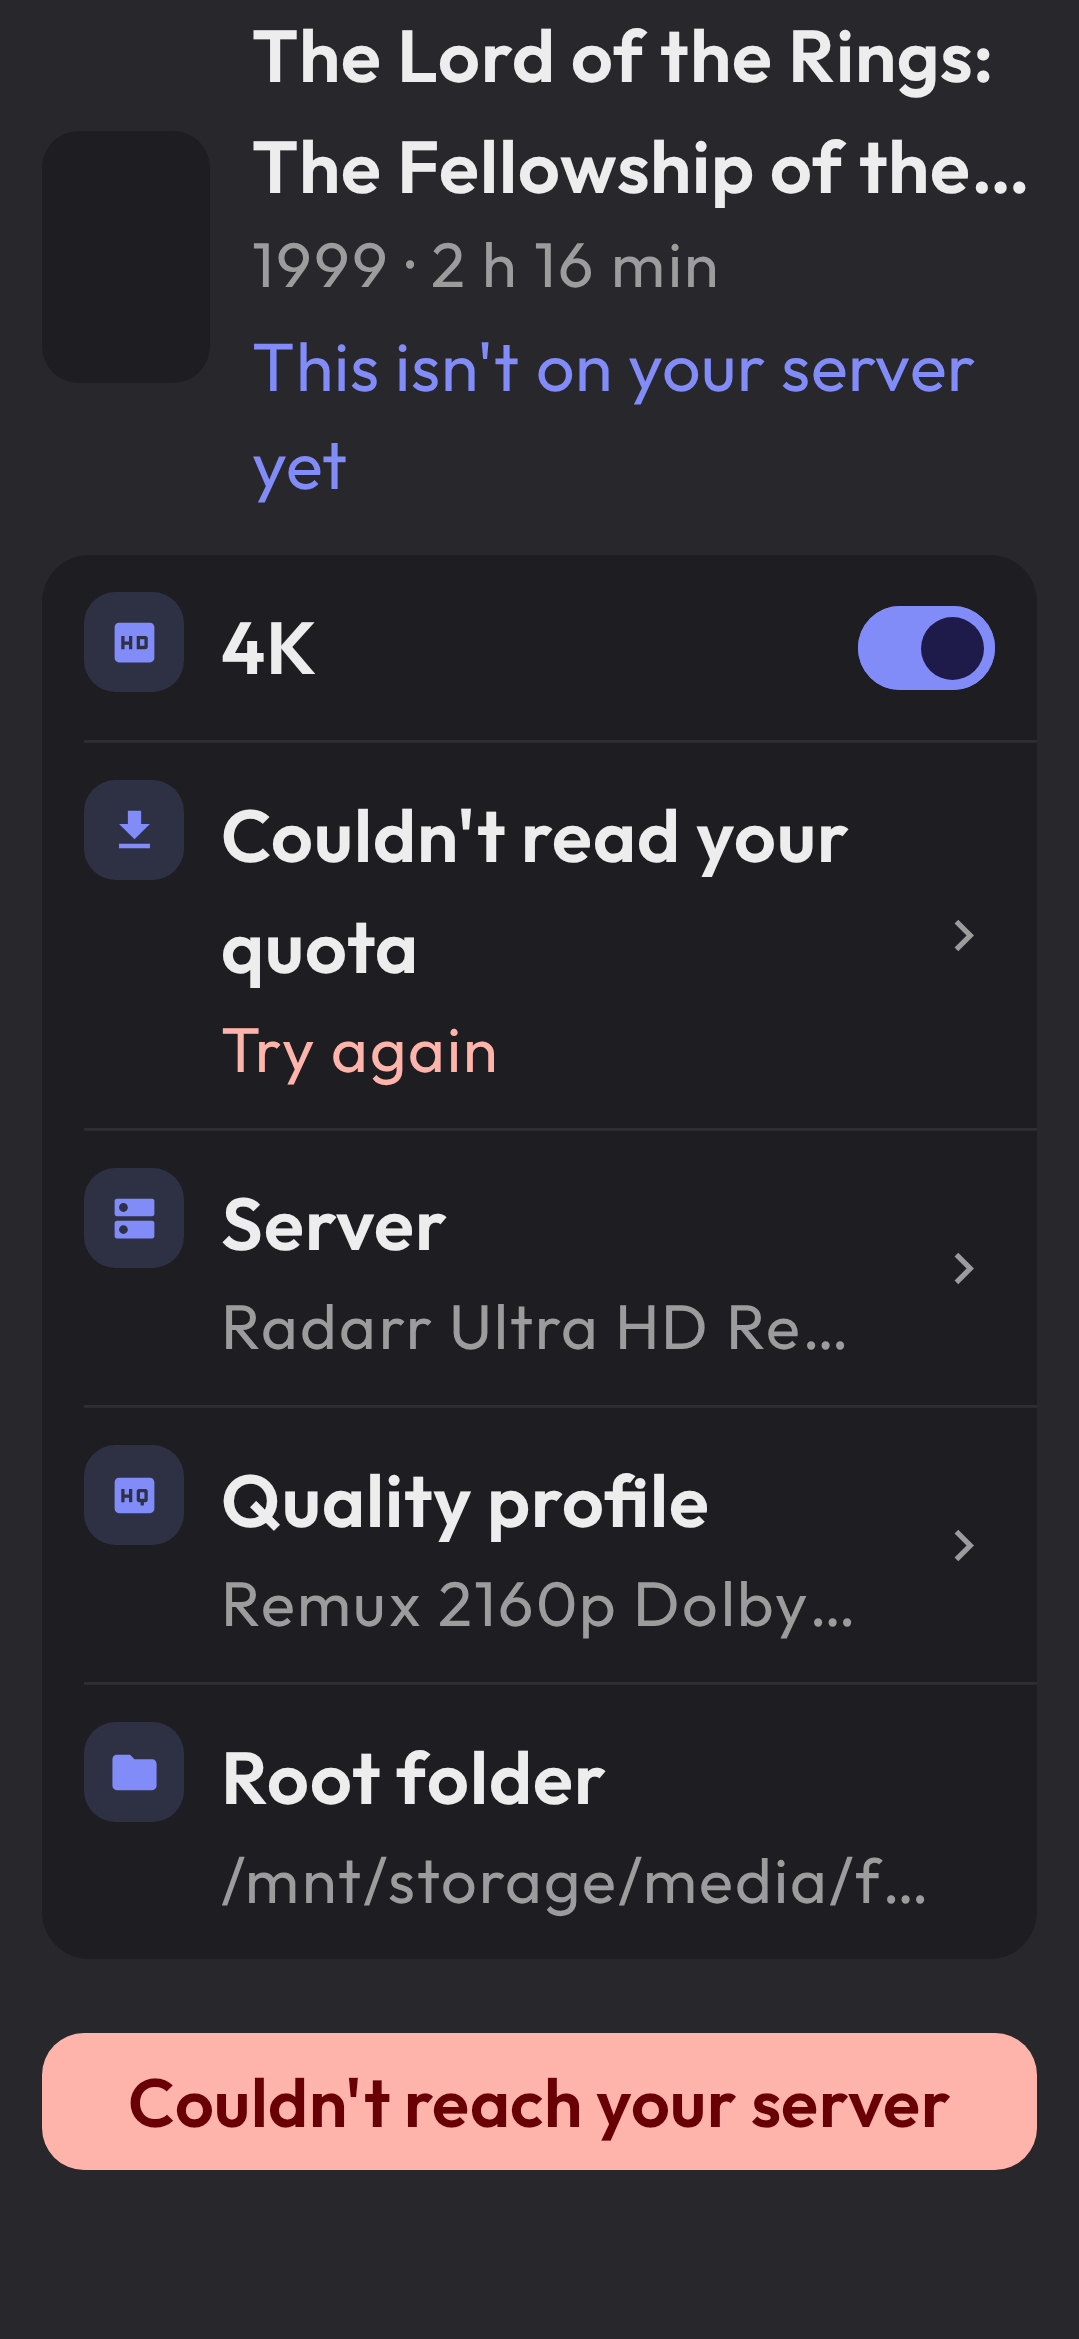 The Lord of the Rings:
The Fellowship of the…
1999 · 2 h 16 min
This isn't on your server
yet
HD
4K
Couldn't read your
quota
Try again
Server
Radarr Ultra HD Re…
HQ
Quality profile
Remux 2160p Dolby…
Root folder
/mnt/storage/media/f…
Couldn't reach your server